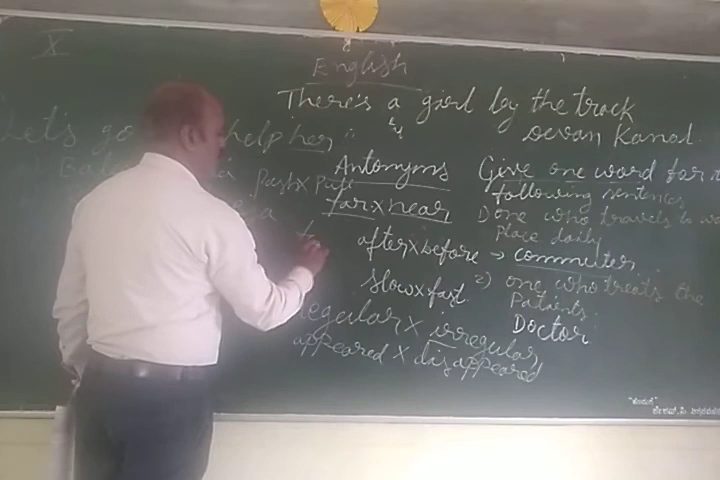 X
English
There's a girl by the track
Devan Kanal.
Let's go help her
Antonyms
past x
far x near
after x before
slow x fast
regular x irregular
appeared x disappeared
Give one word for
following sentences
1) one who travels to
place daily
→ commuter
2) one who treats the
Patients.
Doctor